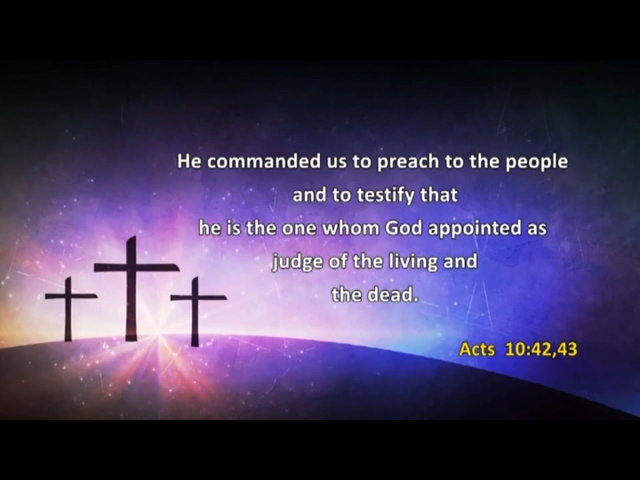 He commanded us to preach to the people
and to testify that
he is the one whom God appointed as
judge of the living and
the dead.
Acts 10:42,43